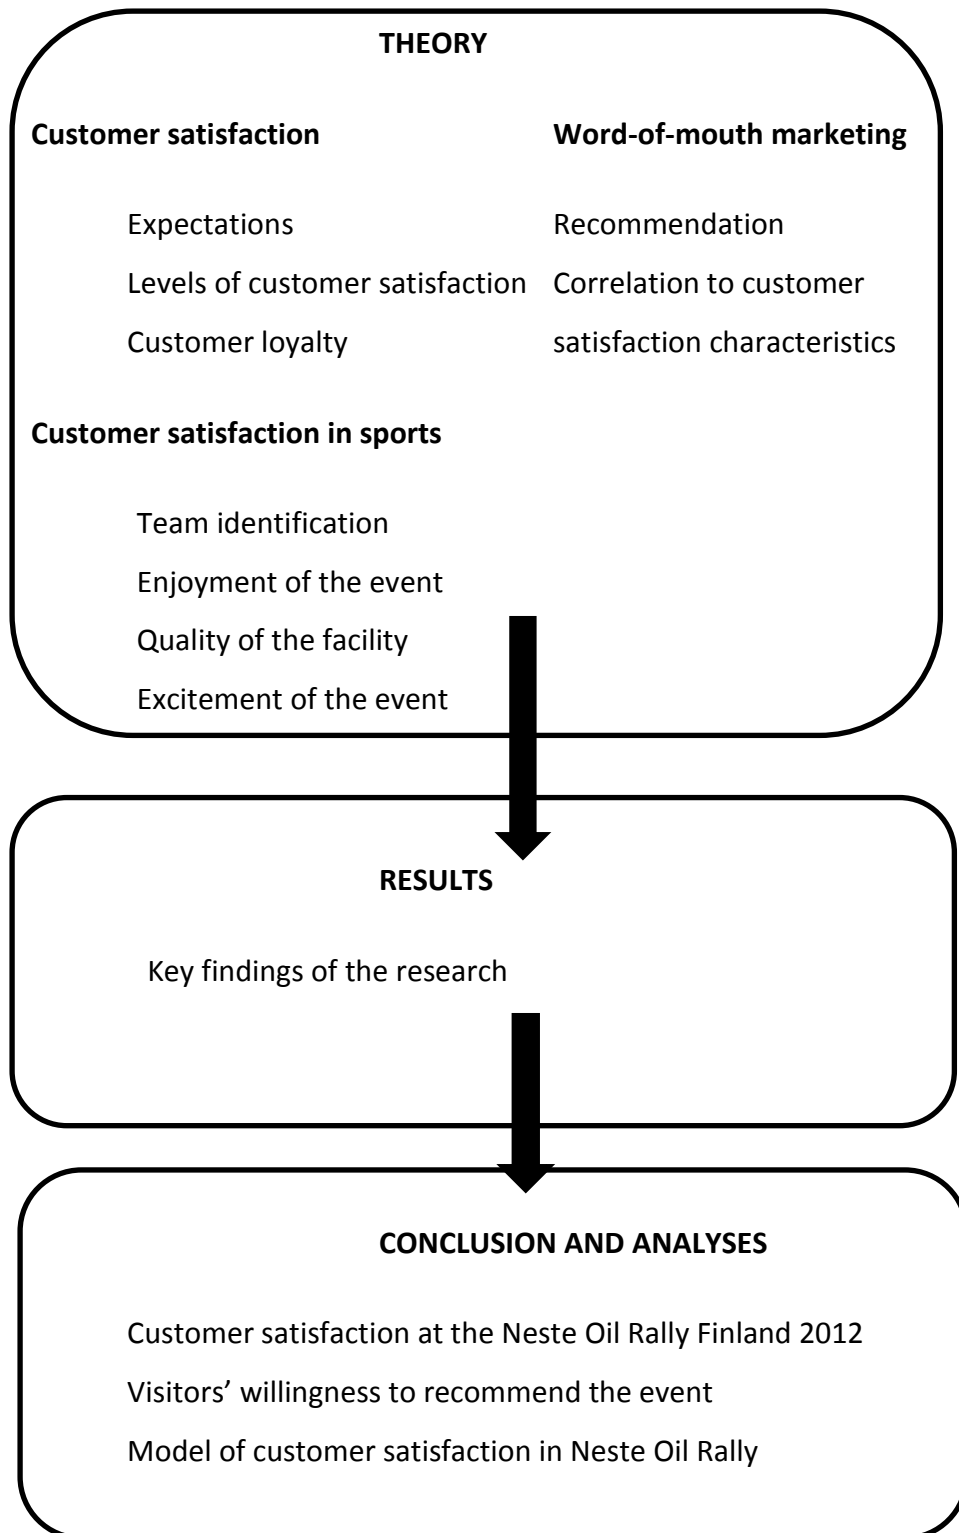 THEORY
Customer satisfaction
Expectations
Levels of customer satisfaction
Customer loyalty
Word-of-mouth marketing
Recommendation
Correlation to customer
satisfaction characteristics
Customer satisfaction in sports
Team identification
Enjoyment of the event
Quality of the facility
Excitement of the event
RESULTS
Key findings of the research
CONCLUSION AND ANALYSES
Customer satisfaction at the Neste Oil Rally Finland 2012
Visitors’ willingness to recommend the event
Model of customer satisfaction in Neste Oil Rally